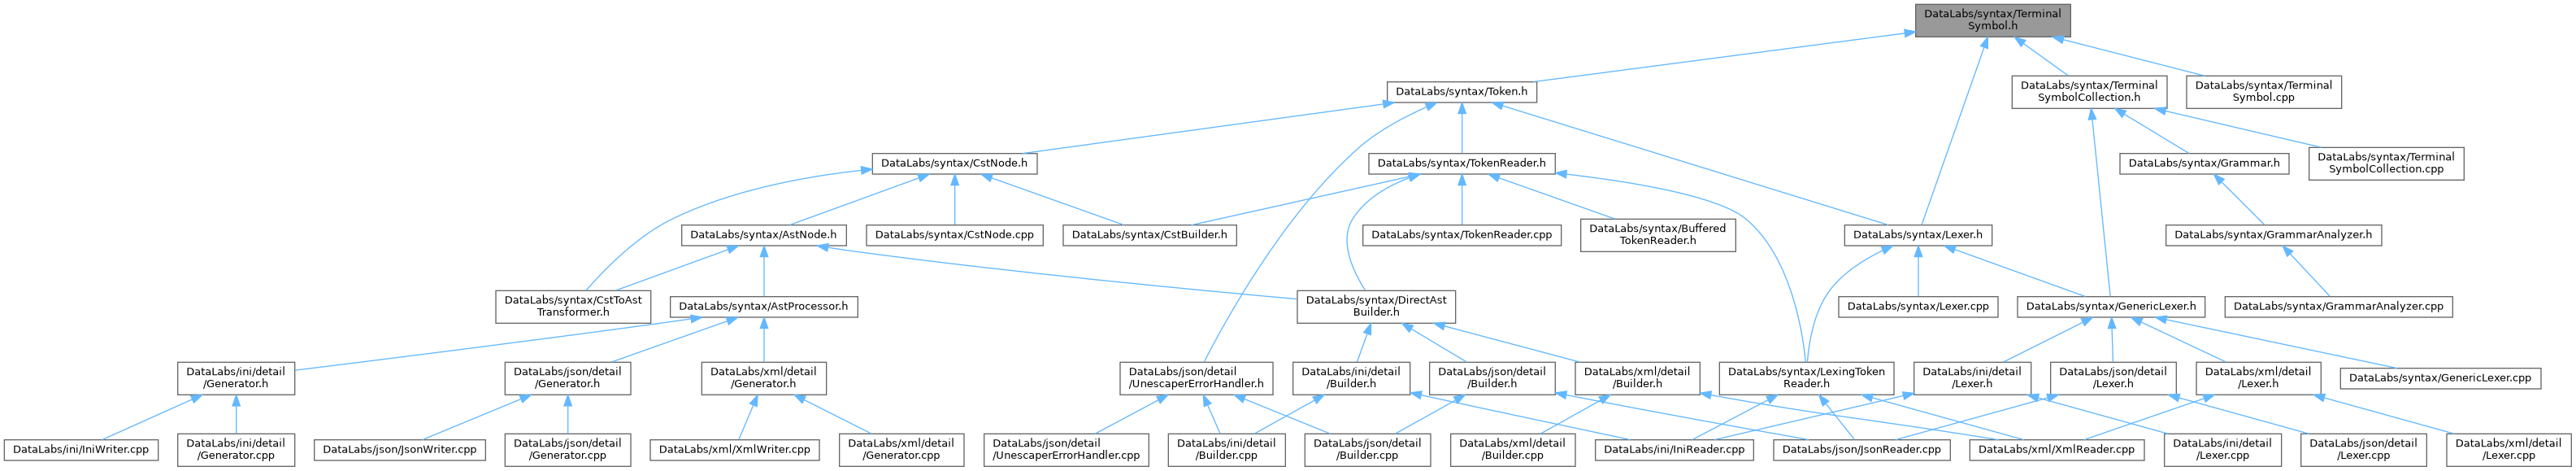 DataLabs/syntax/Terminal
Symbol.h
DataLabs/syntax/Token.h
DataLabs/syntax/Terminal
SymbolCollection.h
DataLabs/syntax/Terminal
Symbol.cpp
DataLabs/syntax/CstNode.h
DataLabs/syntax/TokenReader.h
DataLabs/syntax/Grammar.h
DataLabs/syntax/Terminal
SymbolCollection.cpp
DataLabs/syntax/AstNode.h
DataLabs/syntax/CstNode.cpp
DataLabs/syntax/CstBuilder.h
DataLabs/syntax/TokenReader.cpp
DataLabs/syntax/Buffered
TokenReader.h
DataLabs/syntax/Lexer.h
DataLabs/syntax/GrammarAnalyzer.h
DataLabs/syntax/CstToAst
Transformer.h
DataLabs/syntax/AstProcessor.h
DataLabs/syntax/DirectAst
Builder.h
DataLabs/syntax/Lexer.cpp
DataLabs/syntax/GenericLexer.h
DataLabs/syntax/GrammarAnalyzer.cpp
DataLabs/ini/detail
/Generator.h
DataLabs/json/detail
/Generator.h
DataLabs/xml/detail
/Generator.h
DataLabs/json/detail
/UnescaperErrorHandler.h
DataLabs/ini/detail
/Builder.h
DataLabs/json/detail
/Builder.h
DataLabs/xml/detail
/Builder.h
DataLabs/syntax/LexingToken
Reader.h
DataLabs/ini/detail
/Lexer.h
DataLabs/json/detail
/Lexer.h
DataLabs/xml/detail
/Lexer.h
DataLabs/syntax/GenericLexer.cpp
DataLabs/ini/IniWriter.cpp
DataLabs/ini/detail
/Generator.cpp
DataLabs/json/JsonWriter.cpp
DataLabs/json/detail
/Generator.cpp
DataLabs/xml/XmlWriter.cpp
DataLabs/xml/detail
/Generator.cpp
DataLabs/json/detail
/UnescaperErrorHandler.cpp
DataLabs/ini/detail
/Builder.cpp
DataLabs/json/detail
/Builder.cpp
DataLabs/xml/detail
/Builder.cpp
DataLabs/ini/IniReader.cpp
DataLabs/json/JsonReader.cpp
DataLabs/xml/XmlReader.cpp
DataLabs/ini/detail
/Lexer.cpp
DataLabs/json/detail
/Lexer.cpp
DataLabs/xml/detail
/Lexer.cpp